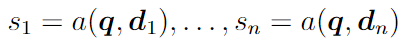 s₁ = a(q, d₁), . . . , sₙ = a(q, dₙ)